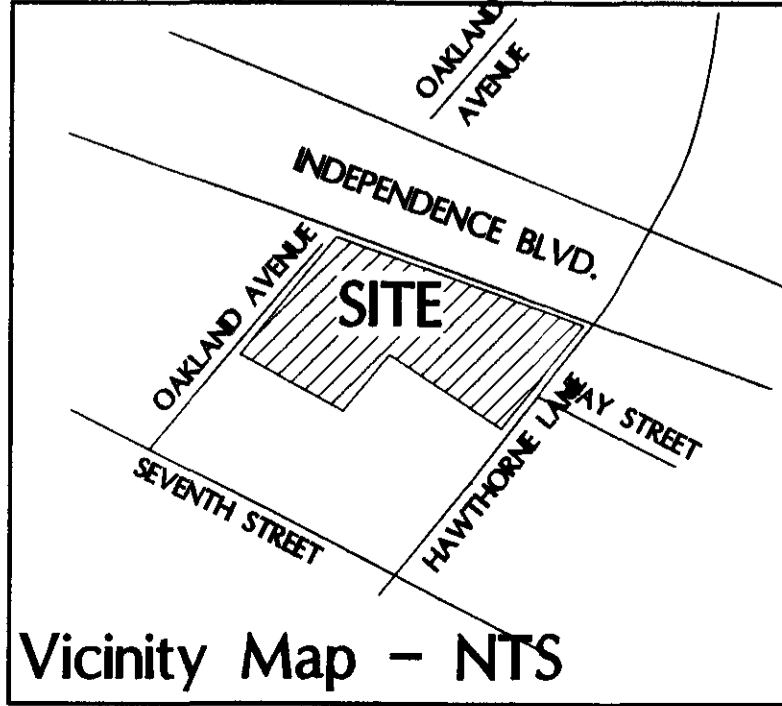 OAKLAND
AVENUE
INDEPENDENCE BLVD.
OAKLAND AVENUE
SITE
HAWTHORNE LANE
STREET
SEVENTH STREET
Vicinity Map - NTS